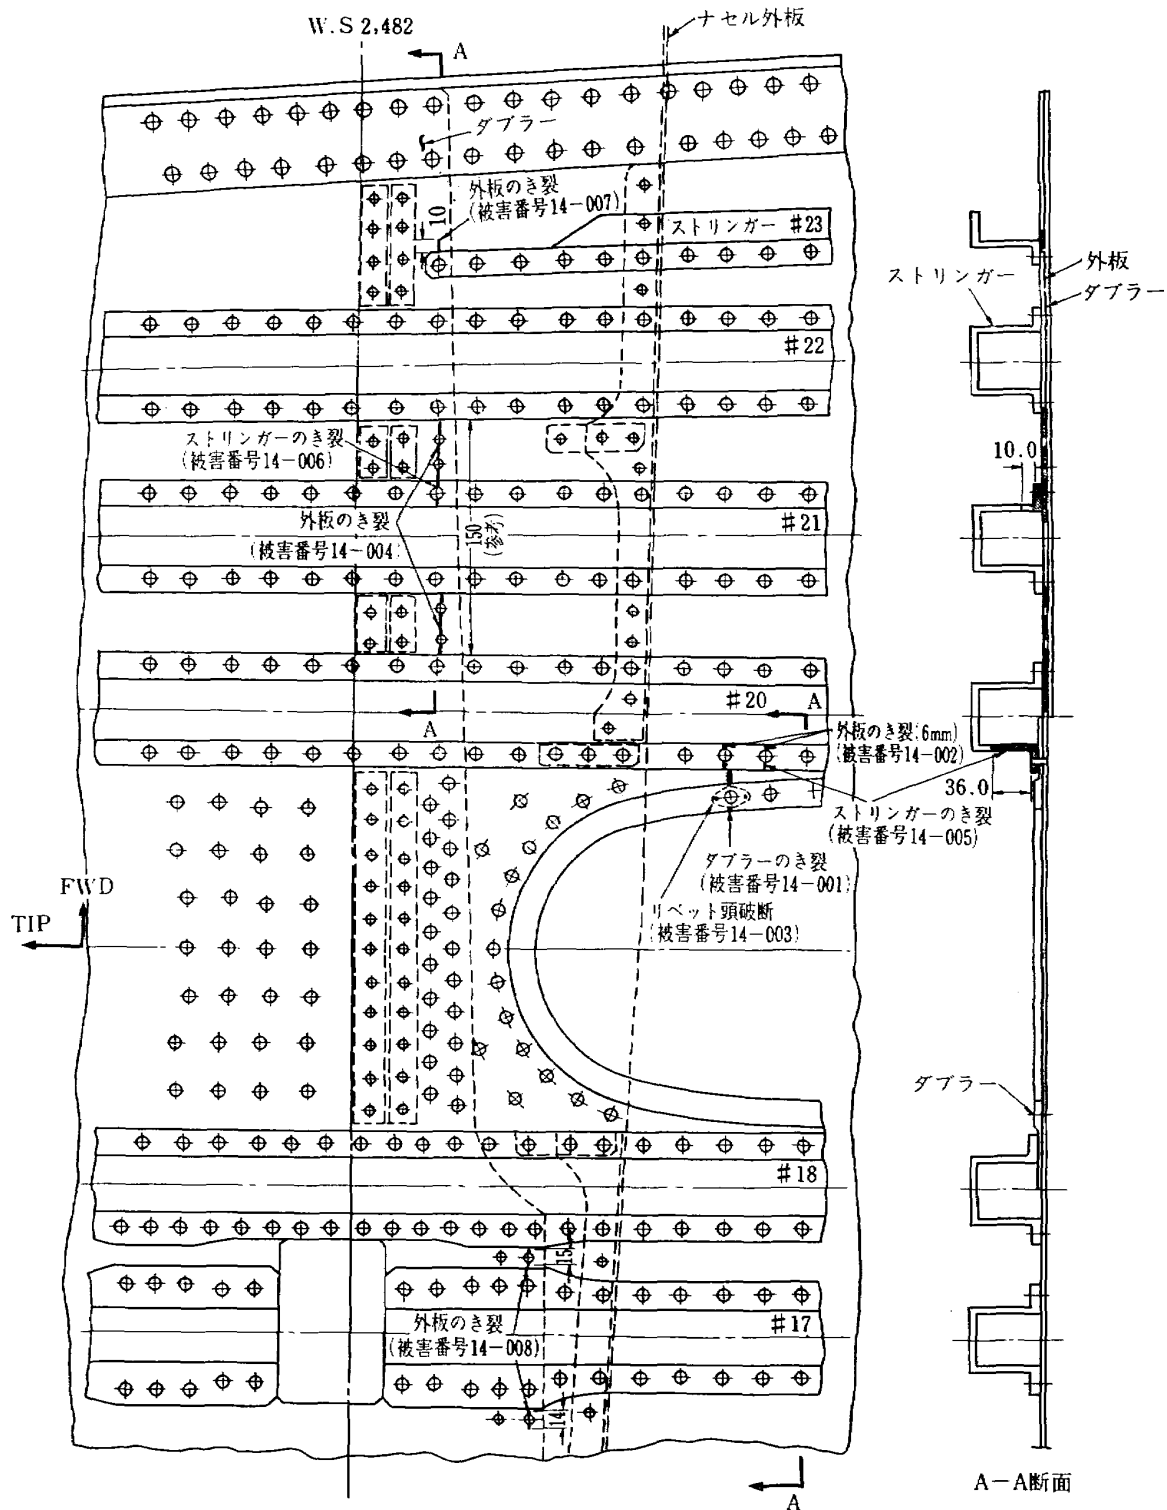 W.S 2,482
A
ナセル外板
ダブラー
外板のき裂
(被害番号14-007)
10
ストリンガー #23
ストリンガー
外板
ダブラー
#22
ストリンガーのき裂
(被害番号14-006)
10.0
外板のき裂
(被害番号14-004)
150
(参考)
#21
#20
A
A
外板のき裂(6mm)
(被害番号14-002)
36.0
ストリンガーのき裂
(被害番号14-005)
ダブラーのき裂
(被害番号14-001)
リベット頭破断
(被害番号14-003)
FWD
TIP
ダブラー
#18
15
外板のき裂
(被害番号14-008)
#17
14
A
A-A断面